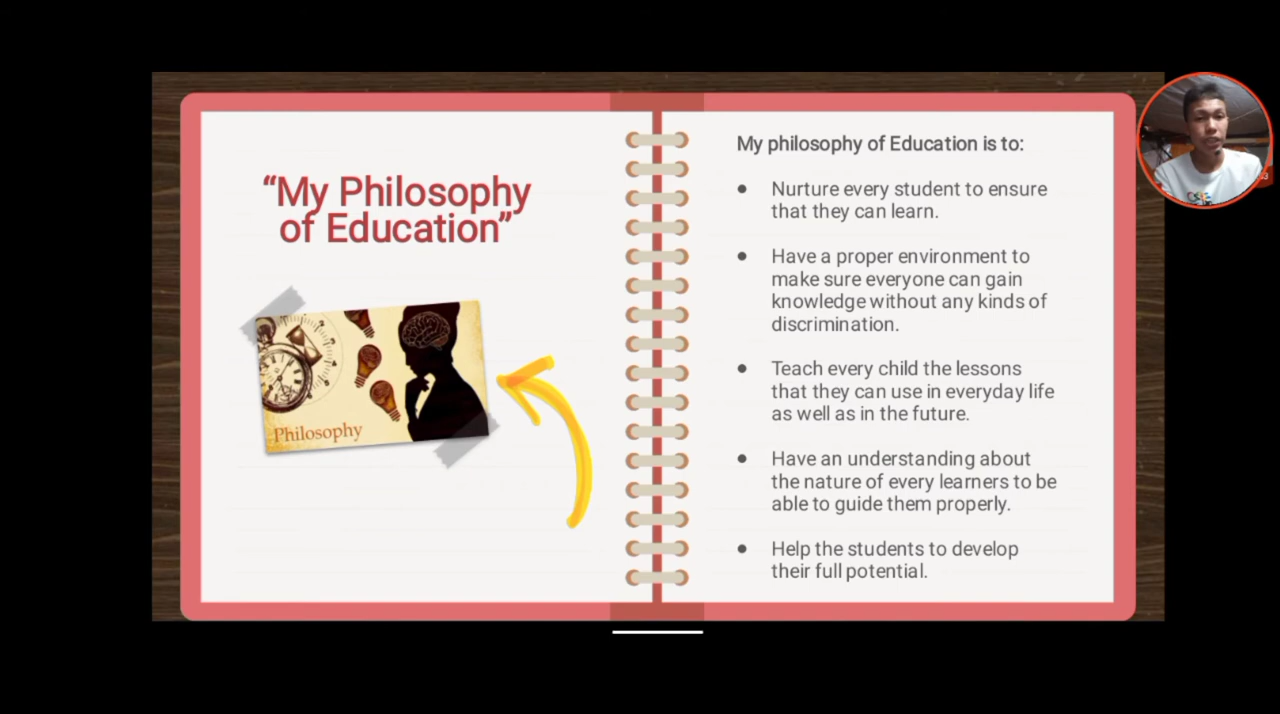 “My Philosophy
of Education”
Philosophy
My philosophy of Education is to:
Nurture every student to ensure
that they can learn.
Have a proper environment to
make sure everyone can gain
knowledge without any kinds of
discrimination.
Teach every child the lessons
that they can use in everyday life
as well as in the future.
Have an understanding about
the nature of every learners to be
able to guide them properly.
Help the students to develop
their full potential.